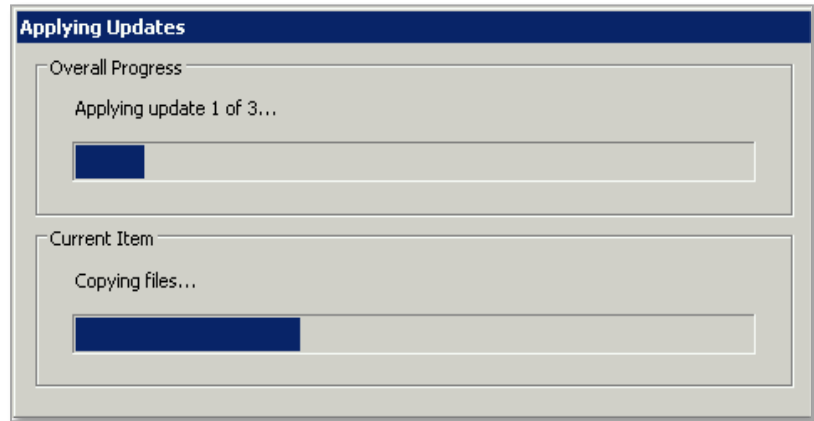 Applying Updates
Overall Progress
Applying update 1 of 3...
Current Item
Copying files...